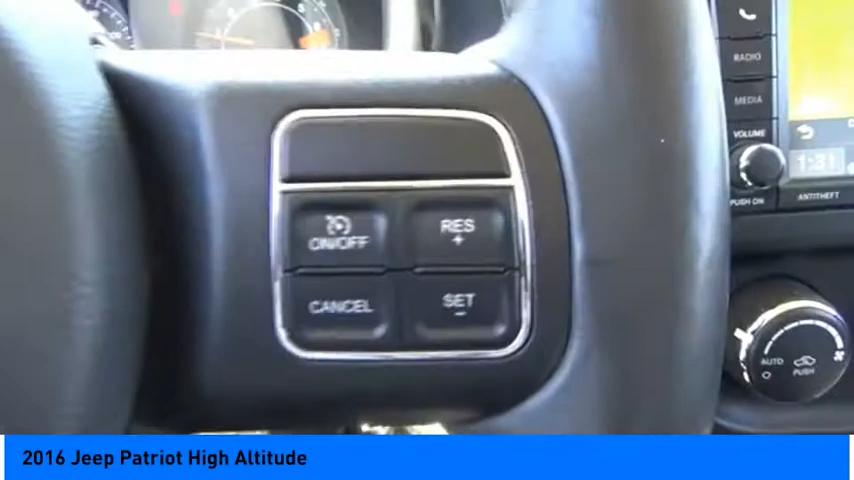 RADIO
MEDIA
VOLUME
1:31
PUSH ON
ANTITHEFT
ON/OFF
RES
+
CANCEL
SET
-
AUTO
PUSH
2016 Jeep Patriot High Altitude